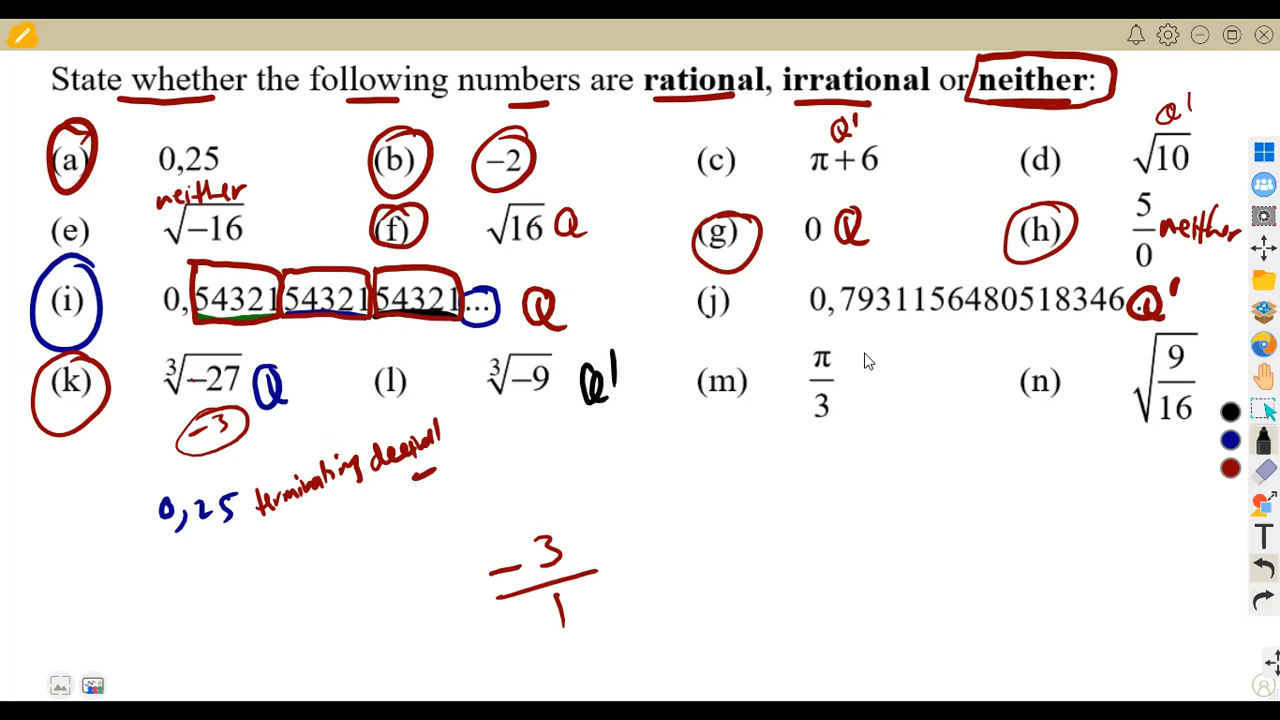 State whether the following numbers are rational, irrational or neither:
(a) 0,25 (b) –2 (c) π + 6 Q' (d) √10 Q'
(e) √–16 neither (f) √16 Q (g) 0 Q (h) 5/0 neither
(i) 0,543215432154321... Q (j) 0,7931156480518346... Q'
(k) ∛–27 Q (l) ∛–9 Q' (m) π/3 (n) √(9/16)
–3
0,25 terminating decimal
–3/1
T